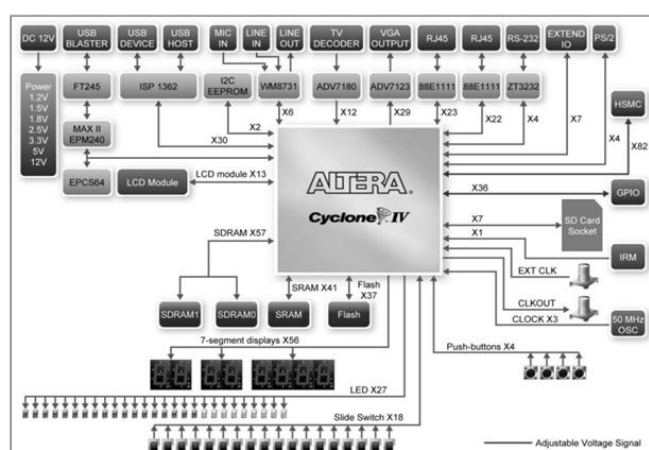 DC 12V
USB
BLASTER
USB
DEVICE
USB
HOST
MIC
IN
LINE
IN
LINE
OUT
TV
DECODER
VGA
OUTPUT
RJ45
RJ45
RS-232
EXTEND
IO
PS/2
Power
1.2V
1.5V
1.8V
2.5V
3.3V
5V
12V
FT245
ISP 1362
I2C
EEPROM
WM8731
ADV7180
ADV7123
88E1111
88E1111
ZT3232
HSMC
MAX II
EPM240
X30
X2
X6
X12
X29
X23
X22
X4
X7
X4
X82
EPCS64
LCD Module
LCD module X13
ALTERA.
Cyclone IV
X36
GPIO
X7
SD Card
Socket
X1
IRM
SDRAM X57
EXT CLK
SRAM X41
Flash
X37
CLKOUT
CLOCK X3
50 MHz
OSC
SDRAM1
SDRAM0
SRAM
Flash
7-segment displays X56
Push-buttons X4
LED X27
Slide Switch X18
Adjustable Voltage Signal